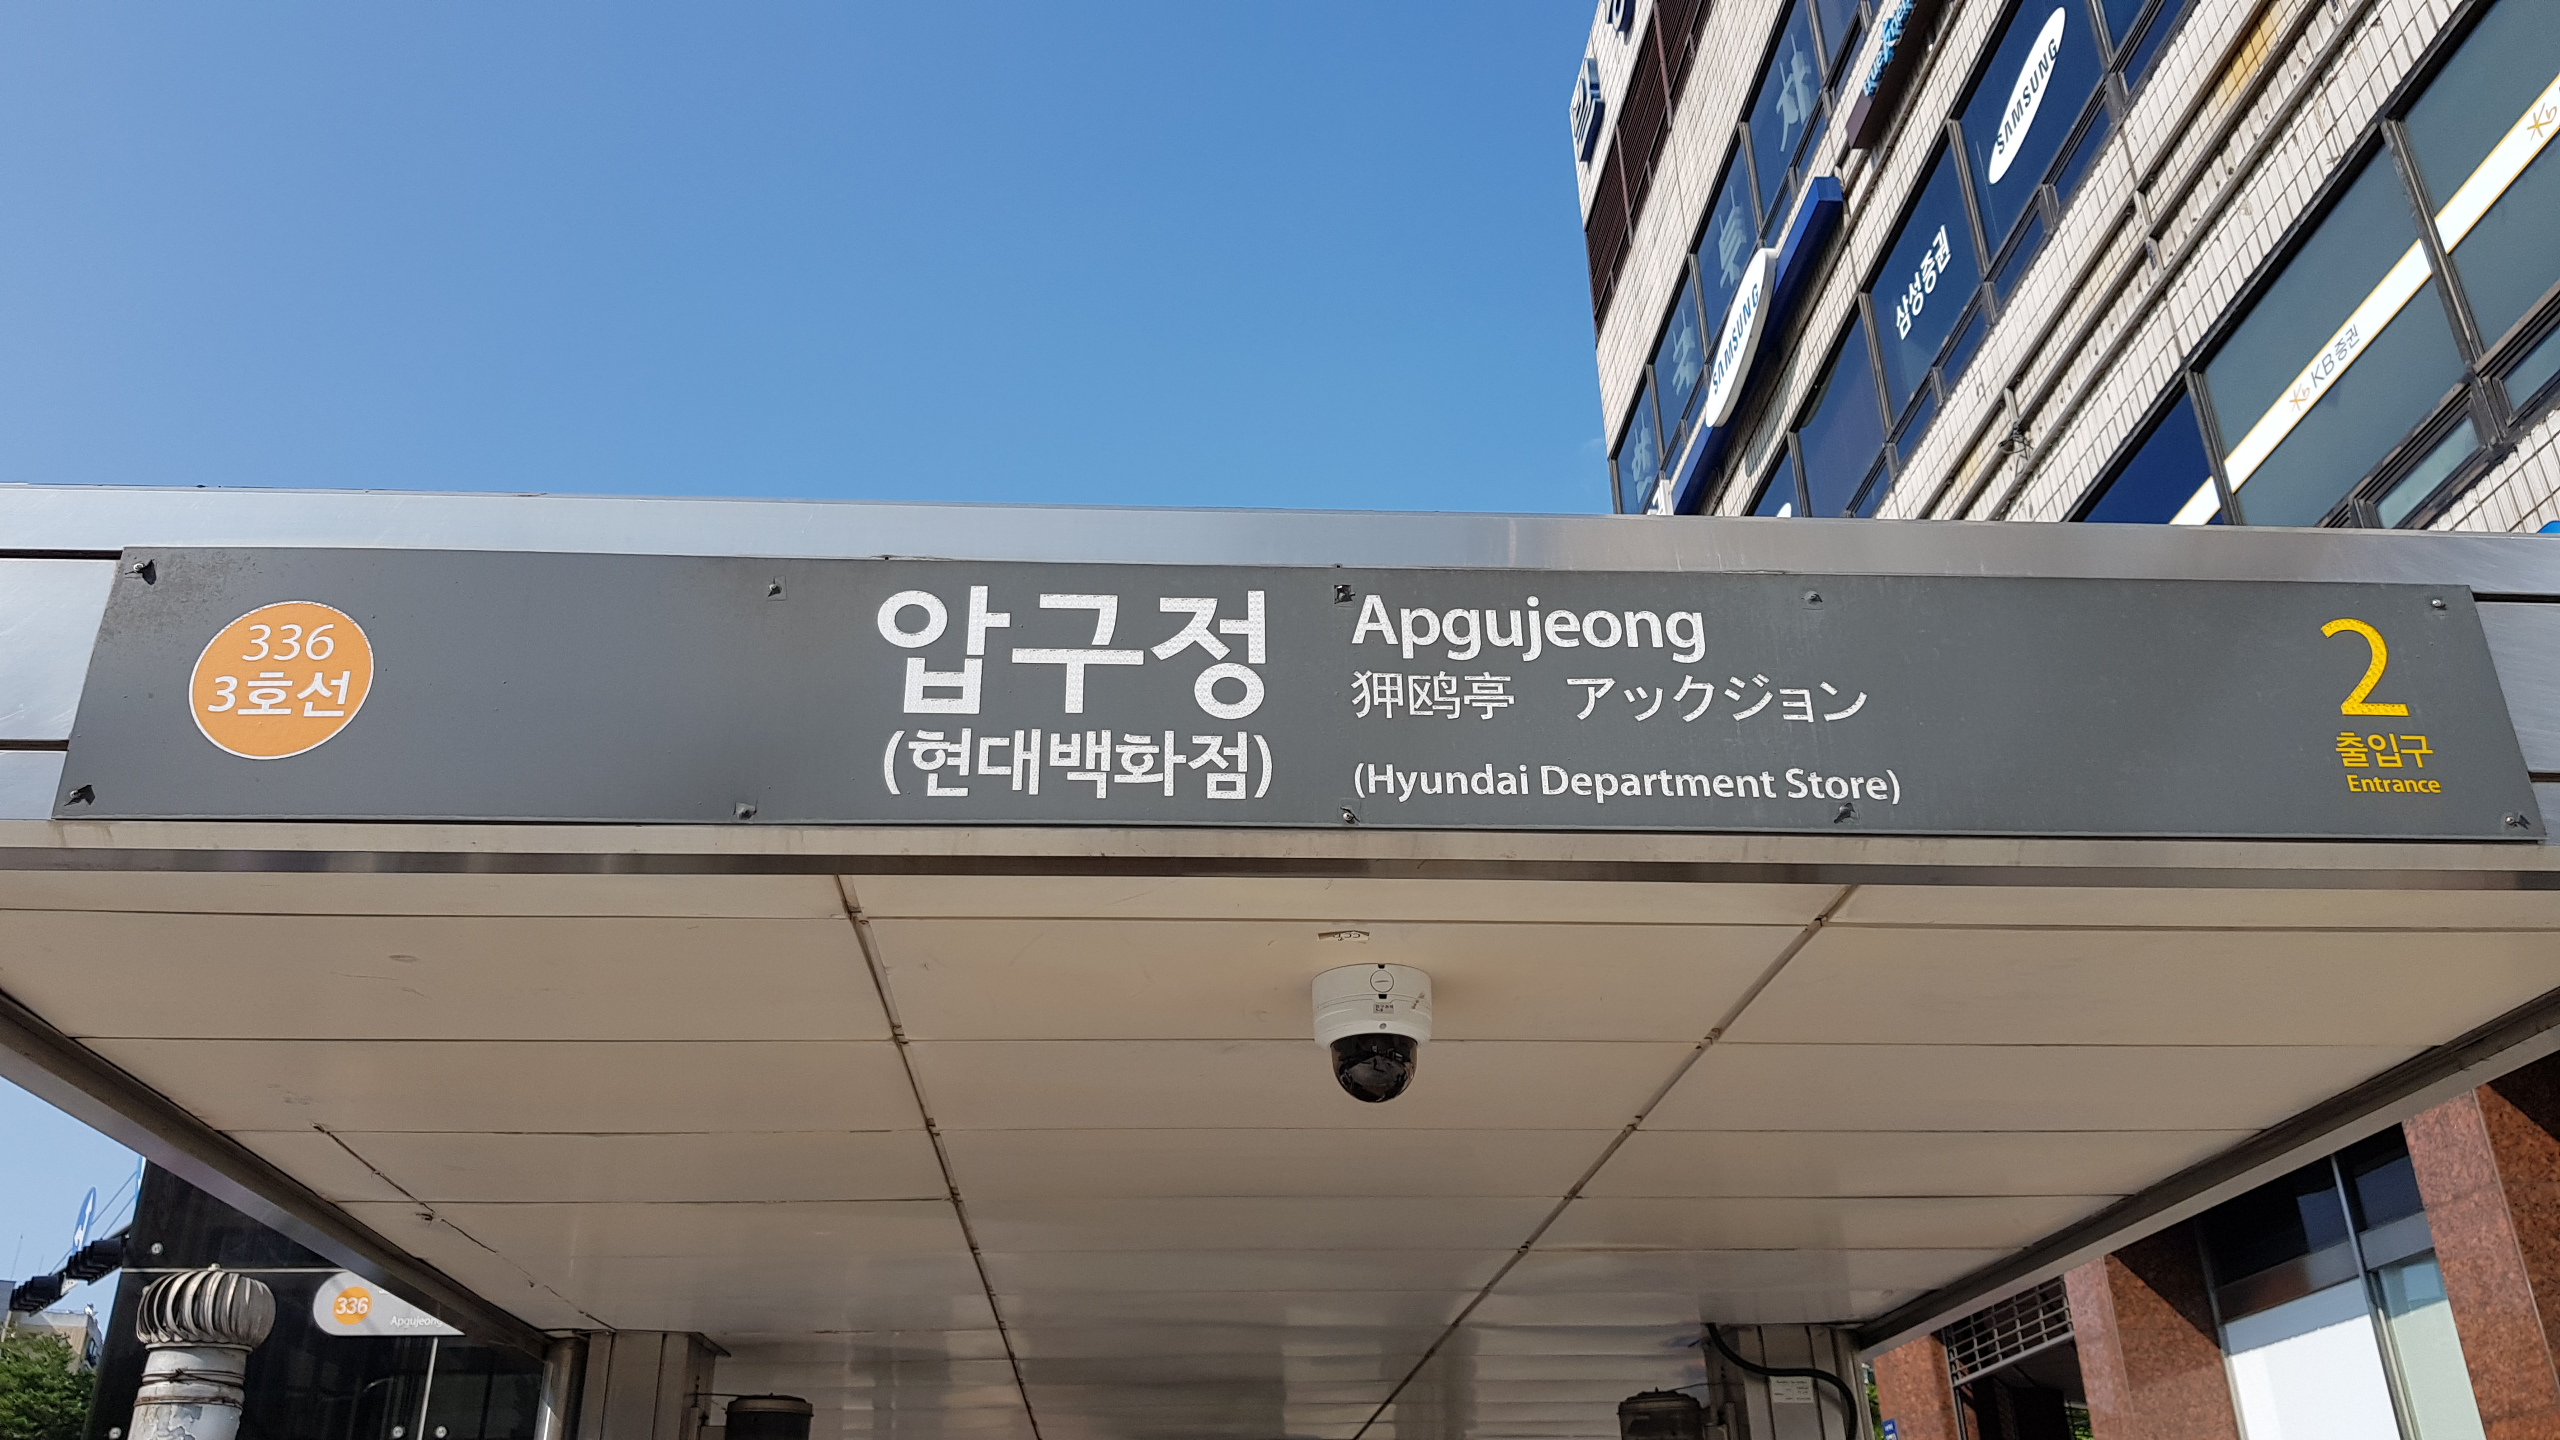 SAMSUNG
SAMSUNG
삼성증권
KB증권
336
3호선
압구정
(현대백화점)
Apgujeong
狎鸥亭 アックジョン
(Hyundai Department Store)
2
출입구
Entrance
336
Apgujeong